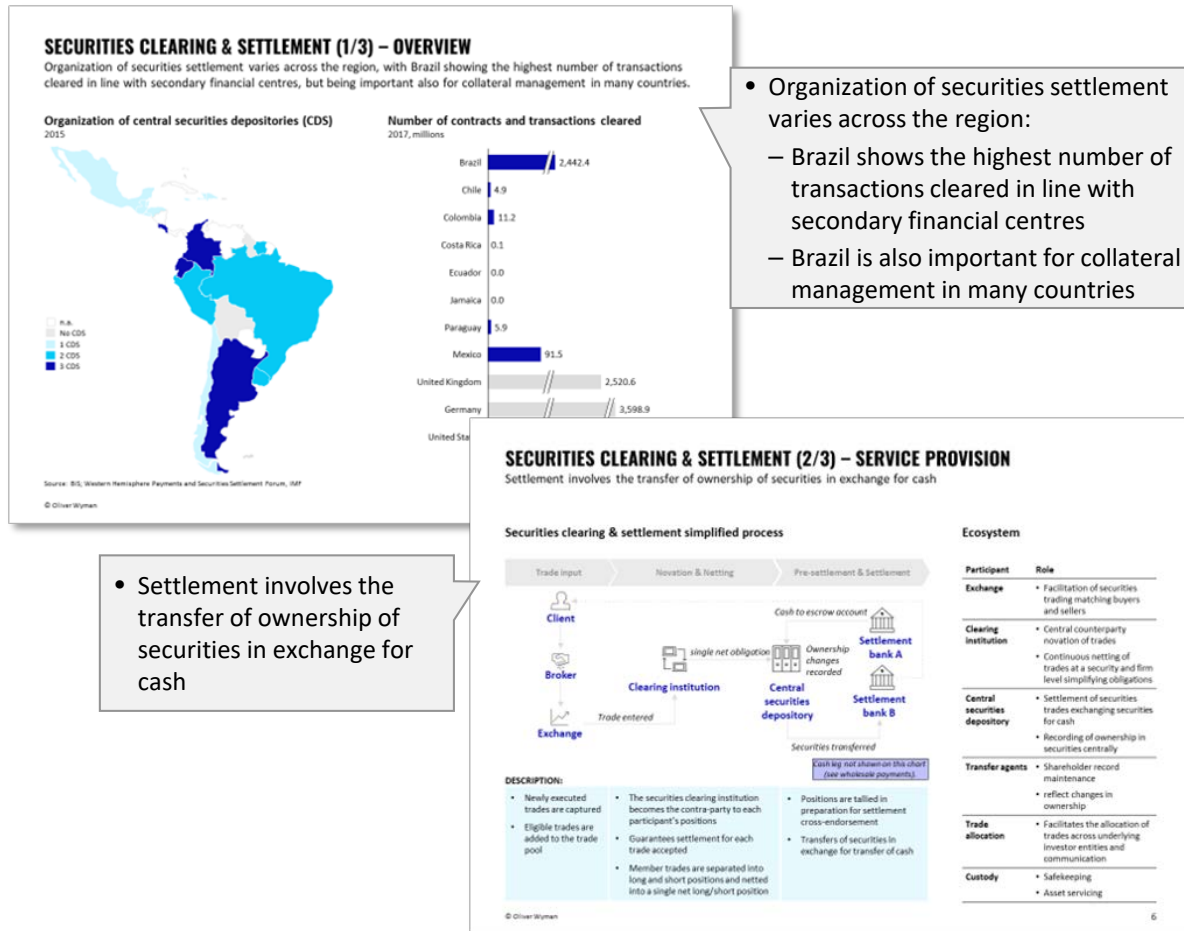 SECURITIES CLEARING & SETTLEMENT (1/3) – OVERVIEW
Organization of securities settlement varies across the region, with Brazil showing the highest number of transactions
cleared in line with secondary financial centres, but being important also for collateral management in many countries.
Organization of central securities depositories (CDS)
2015
n.a.
No CDS
1 CDS
2 CDS
3 CDS
Number of contracts and transactions cleared
2017, millions
Brazil 2,442.4
Chile 4.9
Colombia 11.2
Costa Rica 0.1
Ecuador 0.0
Jamaica 0.0
Paraguay 5.9
Mexico 91.5
United Kingdom 2,520.6
Germany 3,598.9
United Sta
Source: BIS; Western Hemisphere Payments and Securities Settlement Forum, IMF
© Oliver Wyman
• Organization of securities settlement
varies across the region:
– Brazil shows the highest number of
transactions cleared in line with
secondary financial centres
– Brazil is also important for collateral
management in many countries
• Settlement involves the
transfer of ownership of
securities in exchange for
cash
SECURITIES CLEARING & SETTLEMENT (2/3) – SERVICE PROVISION
Settlement involves the transfer of ownership of securities in exchange for cash
Securities clearing & settlement simplified process
Trade input
Novation & Netting
Pre-settlement & Settlement
Client
Broker
Exchange
Trade entered
Clearing institution
single net obligation
Central
securities
depository
Cash to escrow account
Ownership
changes
recorded
Settlement
bank A
Settlement
bank B
Securities transferred
Cash leg not shown on this chart
(see wholesale payments).
DESCRIPTION:
• Newly executed
trades are captured
• Eligible trades are
added to the trade
pool
• The securities clearing institution
becomes the contra-party to each
participant's positions
• Guarantees settlement for each
trade accepted
• Member trades are separated into
long and short positions and netted
into a single net long/short position
• Positions are tallied in
preparation for settlement
cross-endorsement
• Transfers of securities in
exchange for transfer of cash
Ecosystem
Participant Role
Exchange
• Facilitation of securities
trading matching buyers
and sellers
Clearing
institution
• Central counterparty
novation of trades
• Continuous netting of
trades at a security and firm
level simplifying obligations
Central
securities
depository
• Settlement of securities
trades exchanging securities
for cash
• Recording of ownership in
securities centrally
Transfer agents
• Shareholder record
maintenance
• reflect changes in
ownership
Trade
allocation
• Facilitates the allocation of
trades across underlying
investor entities and
communication
Custody
• Safekeeping
• Asset servicing
© Oliver Wyman
6